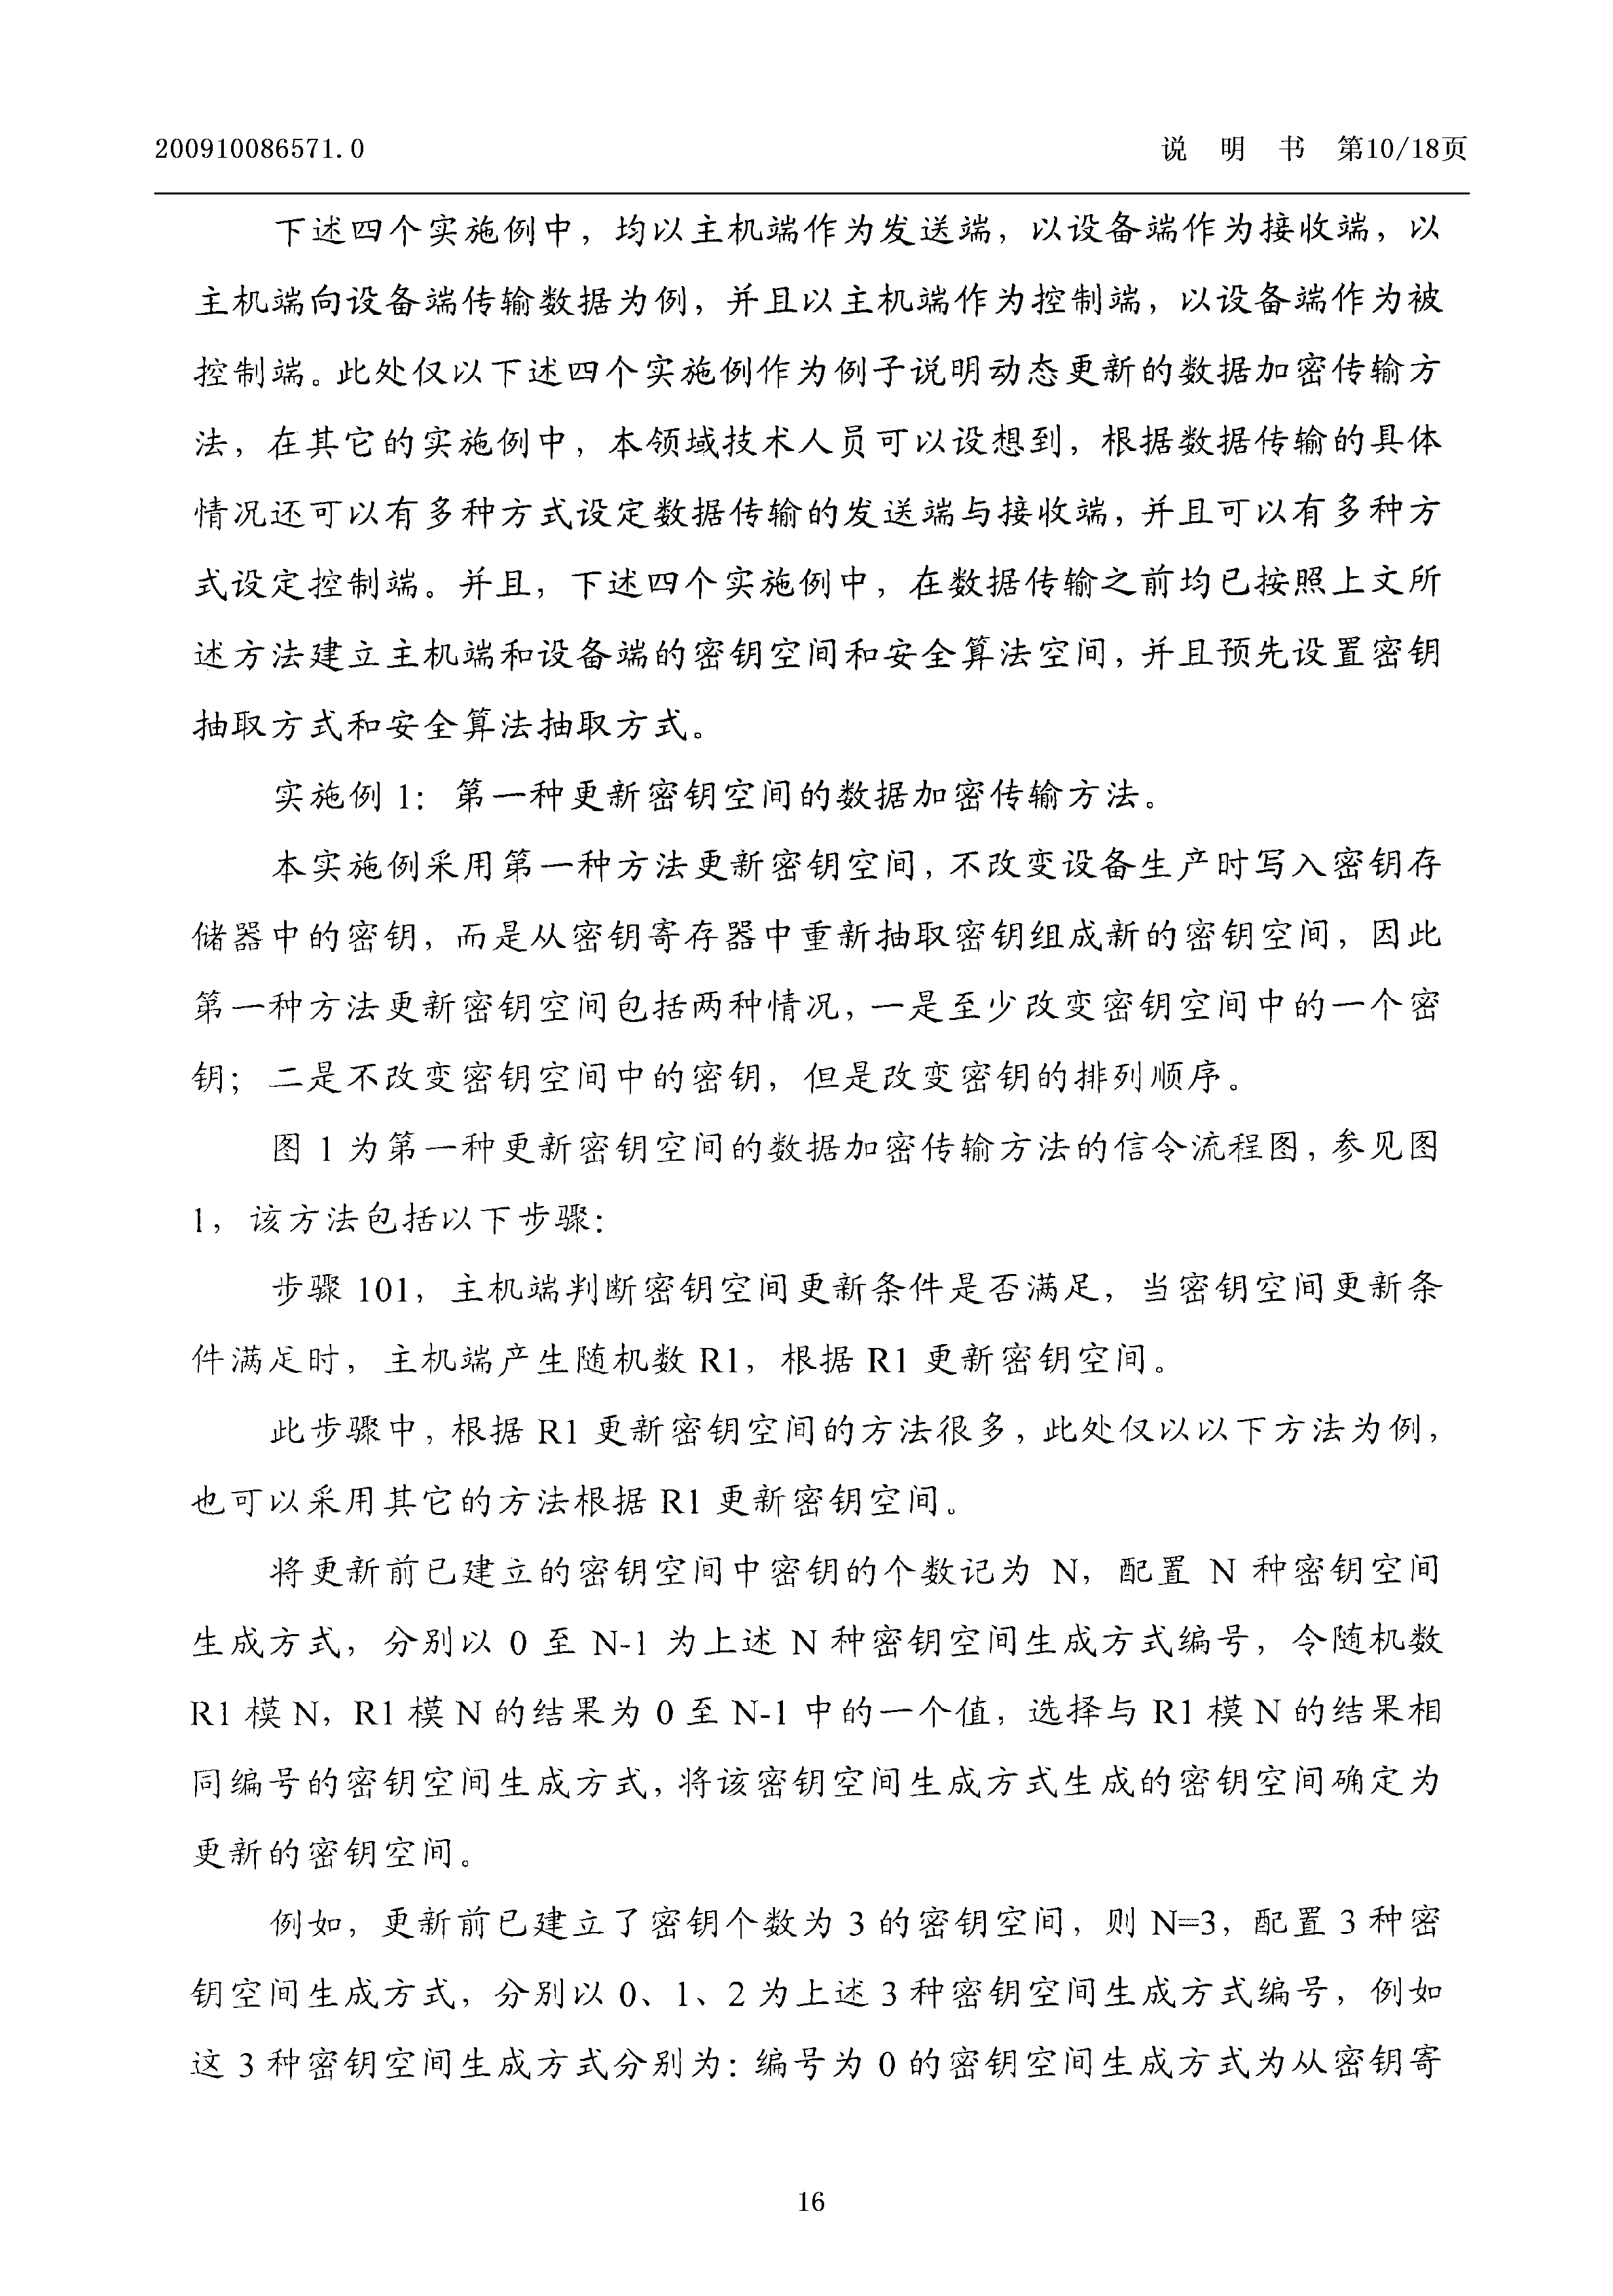 200910086571.0
说 明 书 第10/18页
下述四个实施例中，均以主机端作为发送端，以设备端作为接收端，以
主机端向设备端传输数据为例，并且以主机端作为控制端，以设备端作为被
控制端。此处仅以下述四个实施例作为例子说明动态更新的数据加密传输方
法，在其它的实施例中，本领域技术人员可以设想到，根据数据传输的具体
情况还可以有多种方式设定数据传输的发送端与接收端，并且可以有多种方
式设定控制端。并且，下述四个实施例中，在数据传输之前均已按照上文所
述方法建立主机端和设备端的密钥空间和安全算法空间，并且预先设置密钥
抽取方式和安全算法抽取方式。
实施例 1：第一种更新密钥空间的数据加密传输方法。
本实施例采用第一种方法更新密钥空间，不改变设备生产时写入密钥存
储器中的密钥，而是从密钥寄存器中重新抽取密钥组成新的密钥空间，因此
第一种方法更新密钥空间包括两种情况，一是至少改变密钥空间中的一个密
钥；二是不改变密钥空间中的密钥，但是改变密钥的排列顺序。
图 1 为第一种更新密钥空间的数据加密传输方法的信令流程图，参见图
1，该方法包括以下步骤：
步骤 101，主机端判断密钥空间更新条件是否满足，当密钥空间更新条
件满足时，主机端产生随机数 R1，根据 R1 更新密钥空间。
此步骤中，根据 R1 更新密钥空间的方法很多，此处仅以以下方法为例，
也可以采用其它的方法根据 R1 更新密钥空间。
将更新前已建立的密钥空间中密钥的个数记为 N，配置 N 种密钥空间
生成方式，分别以 0 至 N-1 为上述 N 种密钥空间生成方式编号，令随机数
R1 模 N，R1 模 N 的结果为 0 至 N-1 中的一个值，选择与 R1 模 N 的结果相
同编号的密钥空间生成方式，将该密钥空间生成方式生成的密钥空间确定为
更新的密钥空间。
例如，更新前已建立了密钥个数为 3 的密钥空间，则 N=3，配置 3 种密
钥空间生成方式，分别以 0、1、2 为上述 3 种密钥空间生成方式编号，例如
这 3 种密钥空间生成方式分别为：编号为 0 的密钥空间生成方式为从密钥寄
16